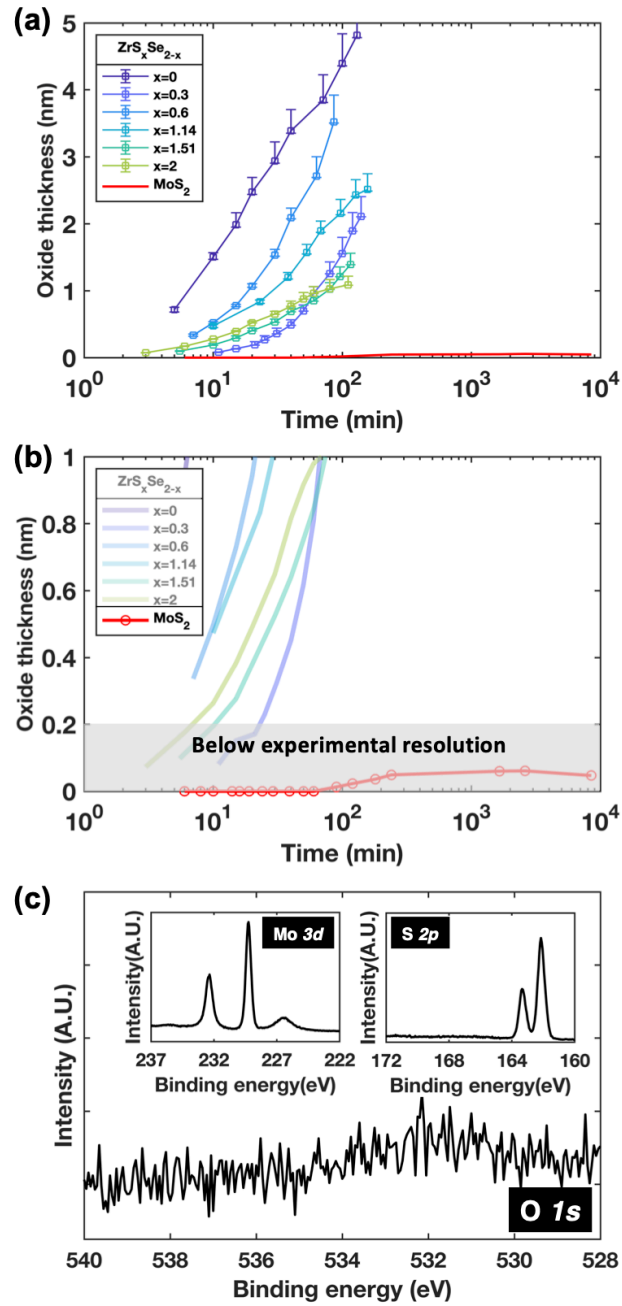 (a)
5
4
3
2
1
0
Oxide thickness (nm)
ZrSxSe2-x
x=0
x=0.3
x=0.6
x=1.14
x=1.51
x=2
MoS2
10^0 10^1 10^2 10^3 10^4
Time (min)
(b)
1
0.8
0.6
0.4
0.2
0
Oxide thickness (nm)
ZrSxSe2-x
x=0
x=0.3
x=0.6
x=1.14
x=1.51
x=2
MoS2
Below experimental resolution
10^0 10^1 10^2 10^3 10^4
Time (min)
(c)
Intensity (A.U.)
Intensity(A.U.)
Mo 3d
237 232 227 222
Binding energy(eV)
Intensity(A.U.)
S 2p
172 168 164 160
Binding energy(eV)
O 1s
540 538 536 534 532 530 528
Binding energy (eV)